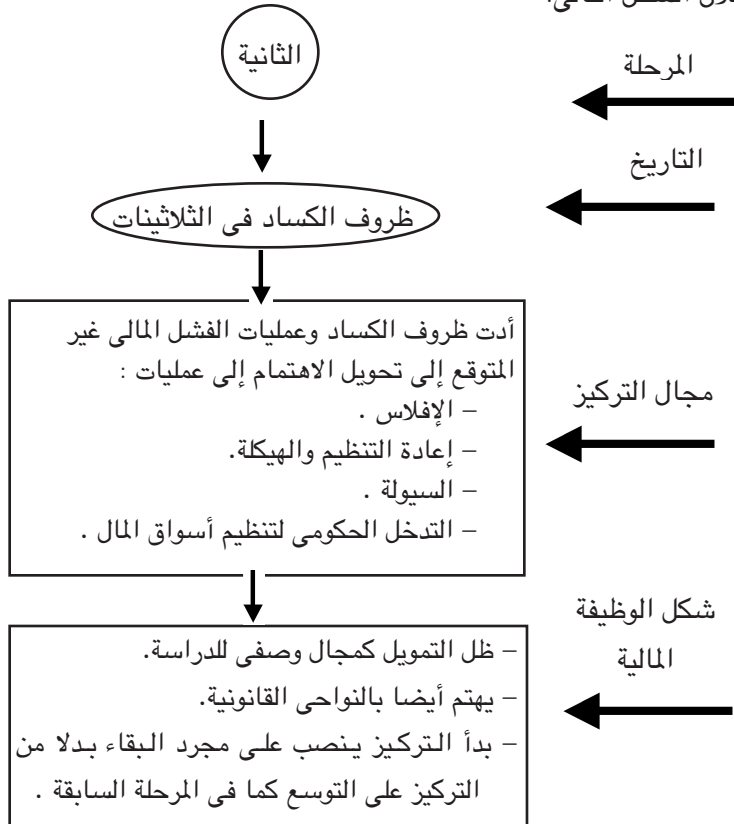 الثانية
المرحلة
التاريخ
ظروف الكساد فى الثلاثينات
أدت ظروف الكساد وعمليات الفشل المالى غير
المتوقع إلى تحويل الاهتمام إلى عمليات :
– الإفلاس .
– إعادة التنظيم والهيكلة.
– السيولة .
– التدخل الحكومى لتنظيم أسواق المال .
مجال التركيز
شكل الوظيفة
المالية
– ظل التمويل كمجال وصفى للدراسة.
– يهتم أيضا بالنواحى القانونية.
– بدأ التركيز ينصب على مجرد البقاء بدلا من
التركيز على التوسع كما فى المرحلة السابقة .